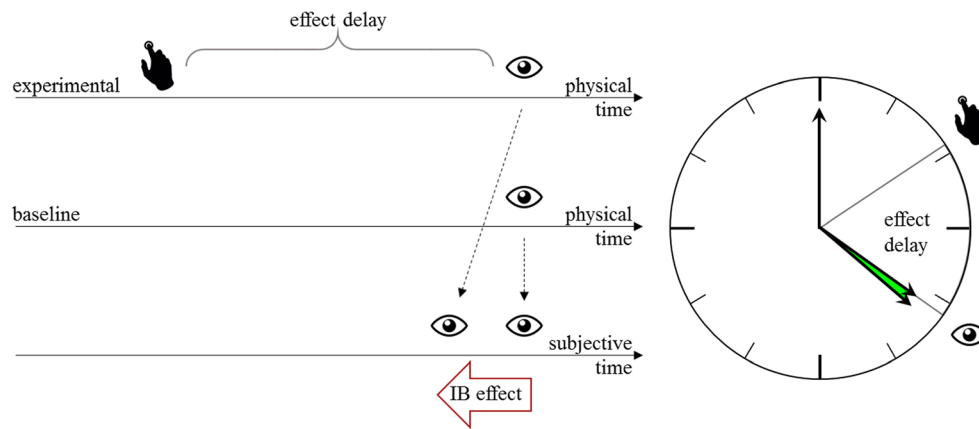 effect delay
experimental
physical
time
baseline
physical
time
subjective
time
IB effect
effect
delay